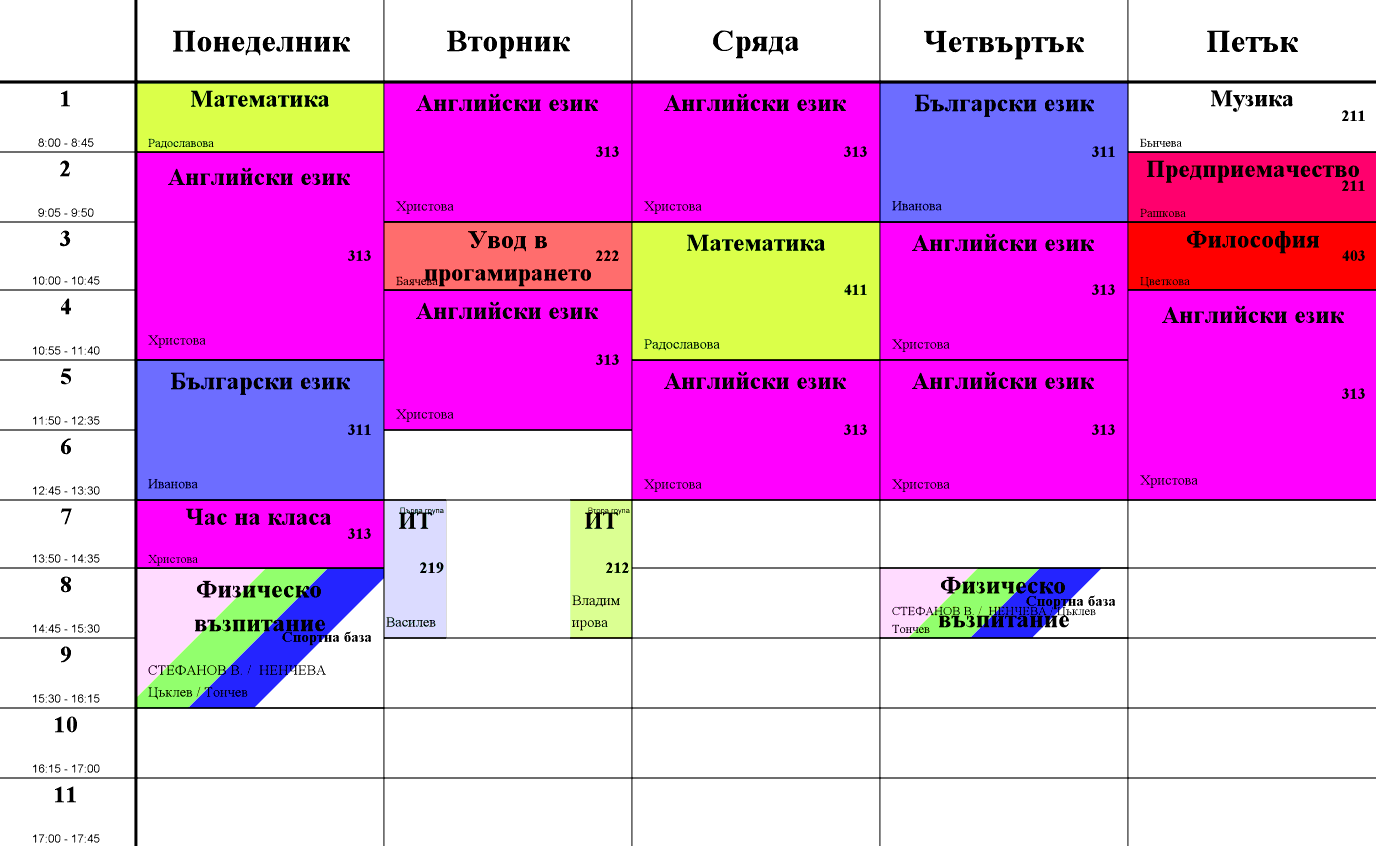 Понеделник
Вторник
Сряда
Четвъртък
Петък
1
8:00 - 8:45
2
9:05 - 9:50
3
10:00 - 10:45
4
10:55 - 11:40
5
11:50 - 12:35
6
12:45 - 13:30
7
13:50 - 14:35
8
14:45 - 15:30
9
15:30 - 16:15
10
16:15 - 17:00
11
17:00 - 17:45
Математика
Радославова
Английски език
313
Христова
Български език
311
Иванова
Час на класа
313
Христова
Физическо
възпитание
Спортна база
СТЕФАНОВ В. / НЕНЧЕВА
Цъклев / Тончев
Английски език
313
Христова
Увод в
222
прогамирането
Баячева
Английски език
313
Христова
Първа група
ИТ
219
Василев
Втора група
ИТ
212
Владим
ирова
Английски език
313
Христова
Математика
411
Радославова
Английски език
313
Христова
Български език
311
Иванова
Английски език
313
Христова
Английски език
313
Христова
Физическо
възпитание
Спортна база
СТЕФАНОВ В. / НЕНЧЕВА / Цъклев
Тончев
Музика
211
Бънчева
Предприемачество
211
Рашкова
Философия
403
Цветкова
Английски език
313
Христова